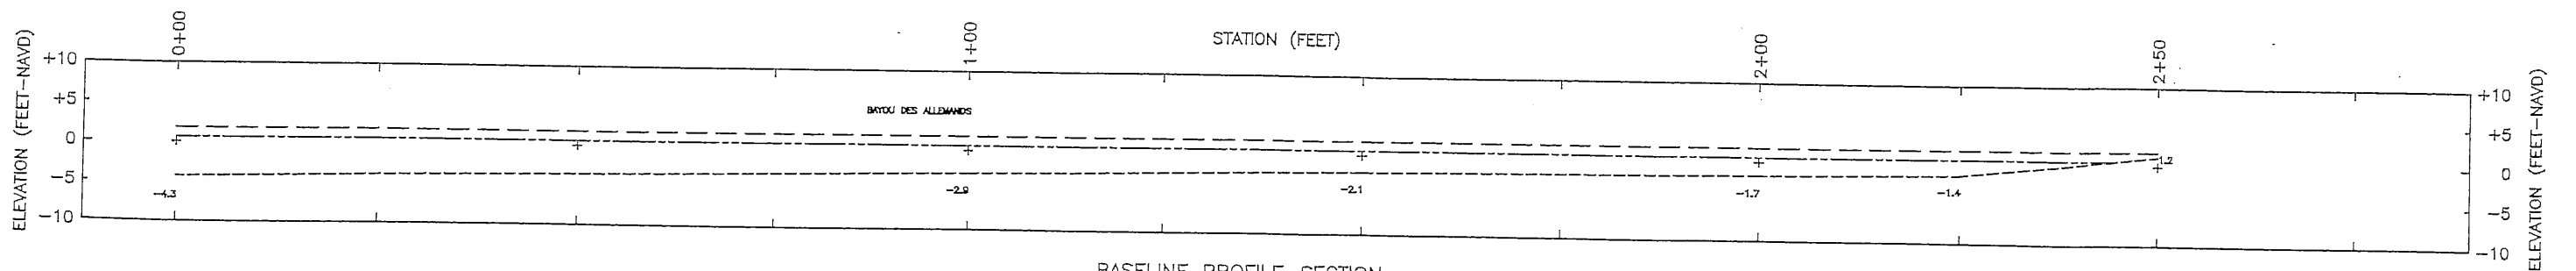 STATION (FEET)
0+00 1+00 2+00 2+50
ELEVATION (FEET-NAVD)
+10
+5
0
-5
-10
BAYOU DES ALLEMANDS
-4.3 -2.9 -2.1 -1.7 -1.4 1.2
+10
+5
0
-5
-10
ELEVATION (FEET-NAVD)
BASELINE PROFILE SECTION